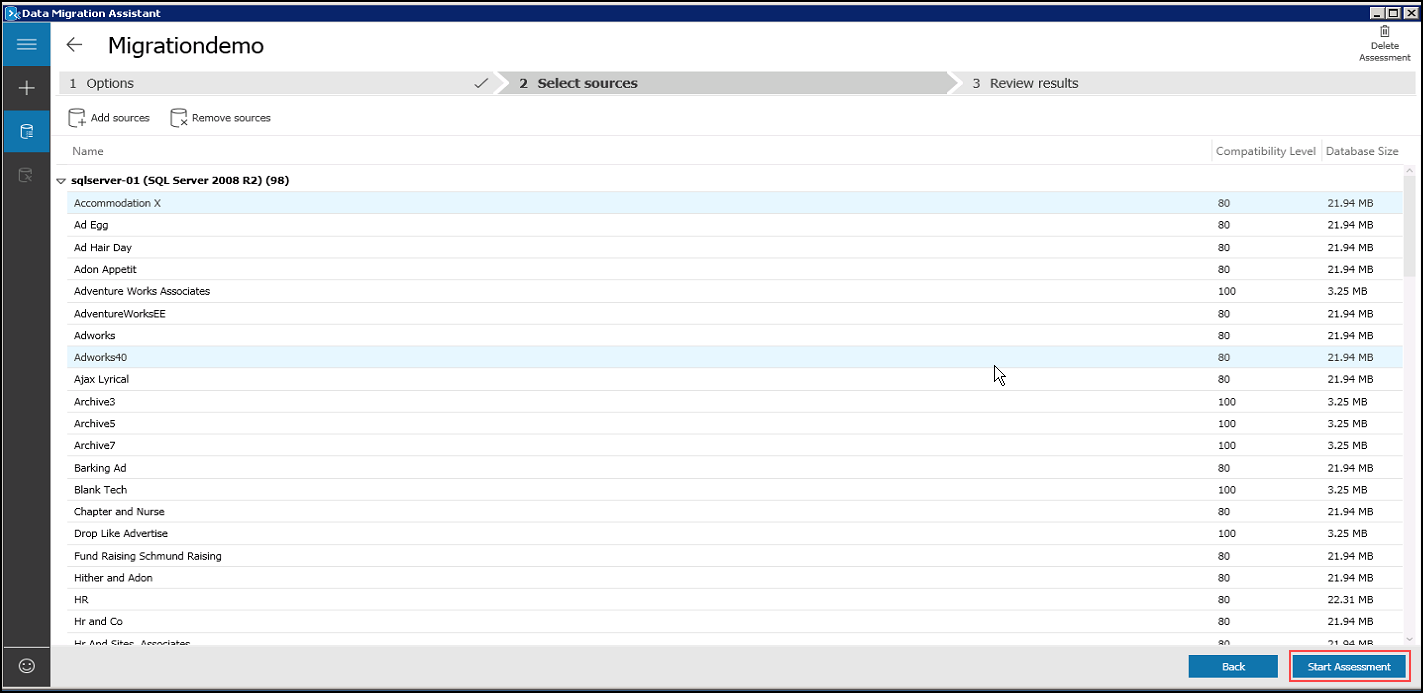 Data Migration Assistant
Migrationdemo
Delete
Assessment
1 Options
2 Select sources
3 Review results
Add sources
Remove sources
Name Compatibility Level Database Size
sqlserver-01 (SQL Server 2008 R2) (98)
Accommodation X 80 21.94 MB
Ad Egg 80 21.94 MB
Ad Hair Day 80 21.94 MB
Adon Appetit 80 21.94 MB
Adventure Works Associates 100 3.25 MB
AdventureWorksEE 80 21.94 MB
Adworks 80 21.94 MB
Adworks40 80 21.94 MB
Ajax Lyrical 80 21.94 MB
Archive3 100 3.25 MB
Archive5 100 3.25 MB
Archive7 100 3.25 MB
Barking Ad 80 21.94 MB
Blank Tech 100 3.25 MB
Chapter and Nurse 80 21.94 MB
Drop Like Advertise 100 3.25 MB
Fund Raising Schmund Raising 80 21.94 MB
Hither and Adon 80 21.94 MB
HR 80 22.31 MB
Hr and Co 80 21.94 MB
Hr And Sites, Associates 80 21.94 MB
Back
Start Assessment